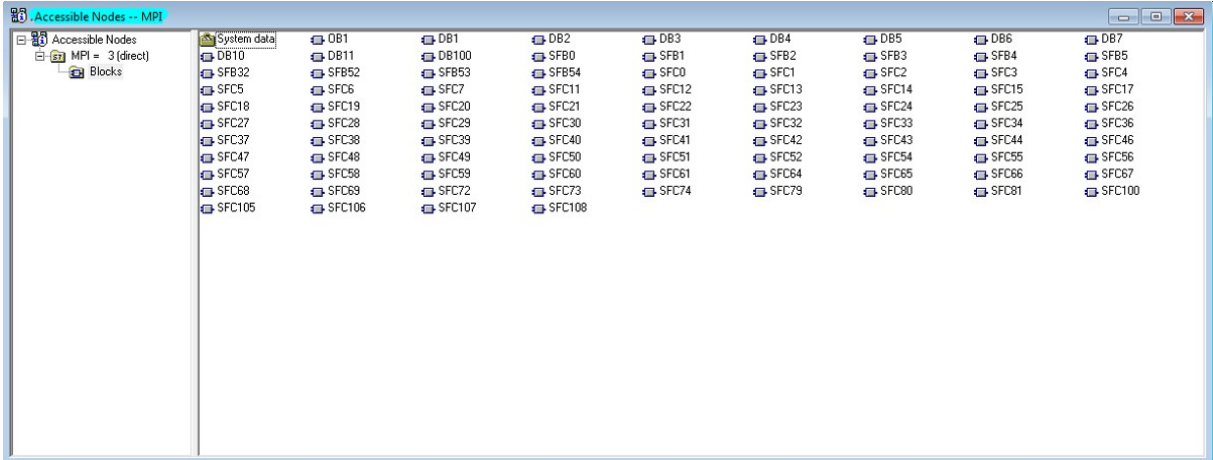 .Accessible Nodes -- MPI
Accessible Nodes
MPI = 3 (direct)
Blocks
System data OB1 DB1 DB2 DB3 DB4 DB5 DB6 DB7
DB10 DB11 DB100 SFB0 SFB1 SFB2 SFB3 SFB4 SFB5
SFB32 SFB52 SFB53 SFB54 SFC0 SFC1 SFC2 SFC3 SFC4
SFC5 SFC6 SFC7 SFC11 SFC12 SFC13 SFC14 SFC15 SFC17
SFC18 SFC19 SFC20 SFC21 SFC22 SFC23 SFC24 SFC25 SFC26
SFC27 SFC28 SFC29 SFC30 SFC31 SFC32 SFC33 SFC34 SFC36
SFC37 SFC38 SFC39 SFC40 SFC41 SFC42 SFC43 SFC44 SFC46
SFC47 SFC48 SFC49 SFC50 SFC51 SFC52 SFC54 SFC55 SFC56
SFC57 SFC58 SFC59 SFC60 SFC61 SFC64 SFC65 SFC66 SFC67
SFC68 SFC69 SFC72 SFC73 SFC74 SFC79 SFC80 SFC81 SFC100
SFC105 SFC106 SFC107 SFC108